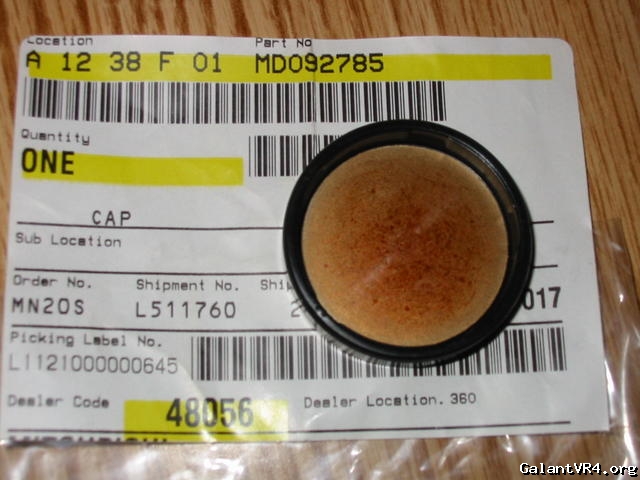 Location Part No
A 12 38 F 01 MD092785
Quantity
ONE
CAP
Sub Location
Order No. Shipment No.
MN20S L511760 2 017
Picking Label No.
L1121000000645
Dealer Code 48056 Dealer Location. 360
GalantVR4.org